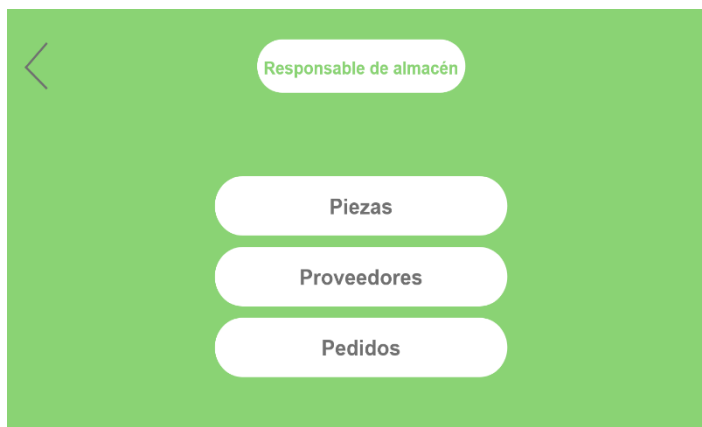 Responsable de almacén
Piezas
Proveedores
Pedidos